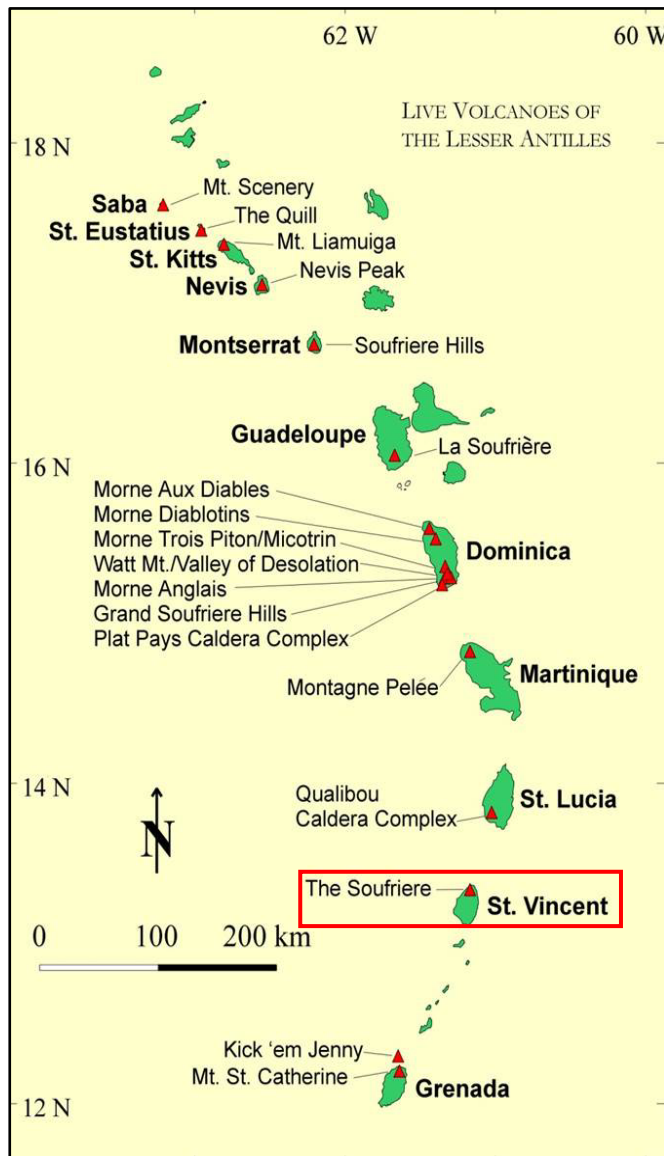 62 W
60 W
LIVE VOLCANOES OF
THE LESSER ANTILLES
18 N
Mt. Scenery
Saba
The Quill
St. Eustatius
Mt. Liamuiga
St. Kitts
Nevis Peak
Nevis
Montserrat
Soufriere Hills
Guadeloupe
La Soufrière
16 N
Morne Aux Diables
Morne Diablotins
Morne Trois Piton/Micotrin
Watt Mt./Valley of Desolation
Morne Anglais
Grand Soufriere Hills
Plat Pays Caldera Complex
Dominica
Martinique
Montagne Pelée
14 N
Qualibou
Caldera Complex
St. Lucia
N
The Soufriere
St. Vincent
0 100 200 km
Kick 'em Jenny
Mt. St. Catherine
Grenada
12 N